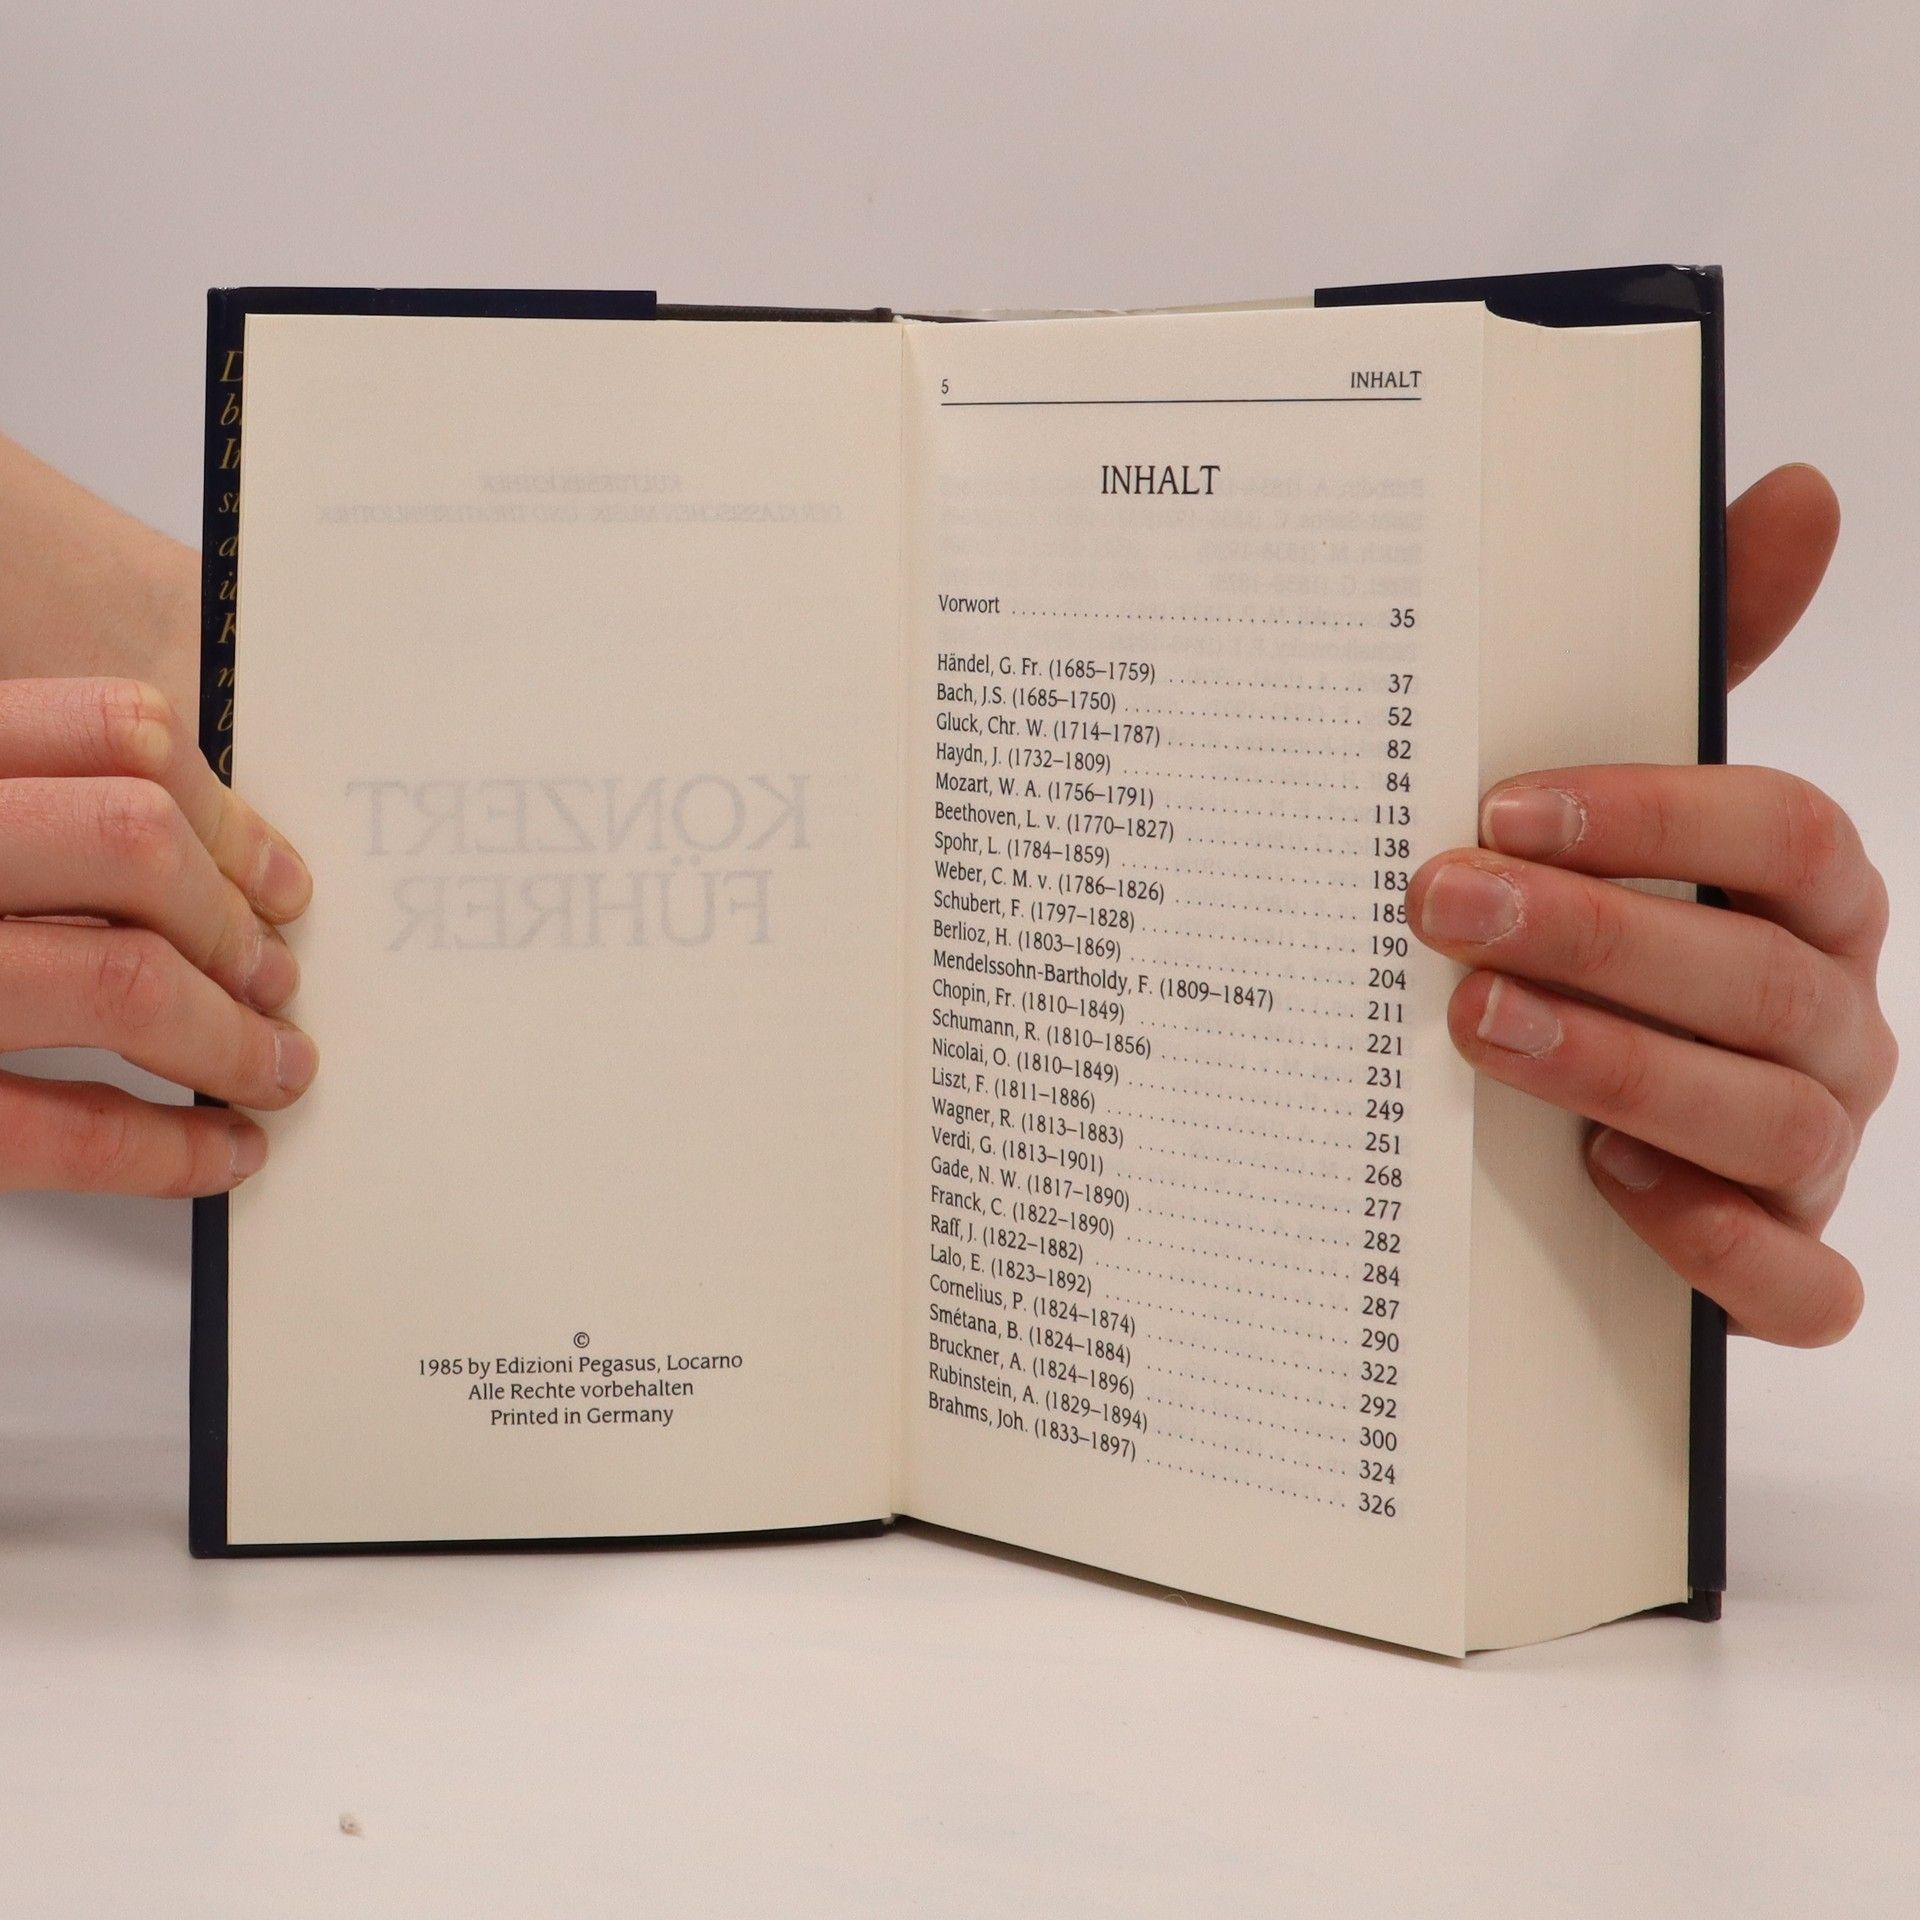 KONZERT
FÜHRER
©
1985 by Edizioni Pegasus, Locarno
Alle Rechte vorbehalten
Printed in Germany
5 INHALT
INHALT
Vorwort ................................ 35
Händel, G. Fr. (1685–1759) ................ 37
Bach, J.S. (1685–1750) ................... 52
Gluck, Chr. W. (1714–1787) ............... 82
Haydn, J. (1732–1809) ................... 84
Mozart, W. A. (1756–1791) ................ 113
Beethoven, L. v. (1770–1827) .............. 138
Spohr, L. (1784–1859) ................... 183
Weber, C. M. v. (1786–1826) .............. 185
Schubert, F. (1797–1828) ................. 190
Berlioz, H. (1803–1869) .................. 204
Mendelssohn-Bartholdy, F. (1809–1847) ...... 211
Chopin, Fr. (1810–1849) ................. 221
Schumann, R. (1810–1856) ................ 231
Nicolai, O. (1810–1849) .................. 249
Liszt, F. (1811–1886) .................... 251
Wagner, R. (1813–1883) ................. 268
Verdi, G. (1813–1901) ................... 277
Gade, N. W. (1817–1890) ................ 282
Franck, C. (1822–1890) ................. 284
Raff, J. (1822–1882) ..................... 287
Lalo, E. (1823–1892) ................... 290
Cornelius, P. (1824–1874) ................ 322
Smétana, B. (1824–1884) ................ 292
Bruckner, A. (1824–1896) ................ 300
Rubinstein, A. (1829–1894) ............... 324
Brahms, Joh. (1833–1897) ................ 326